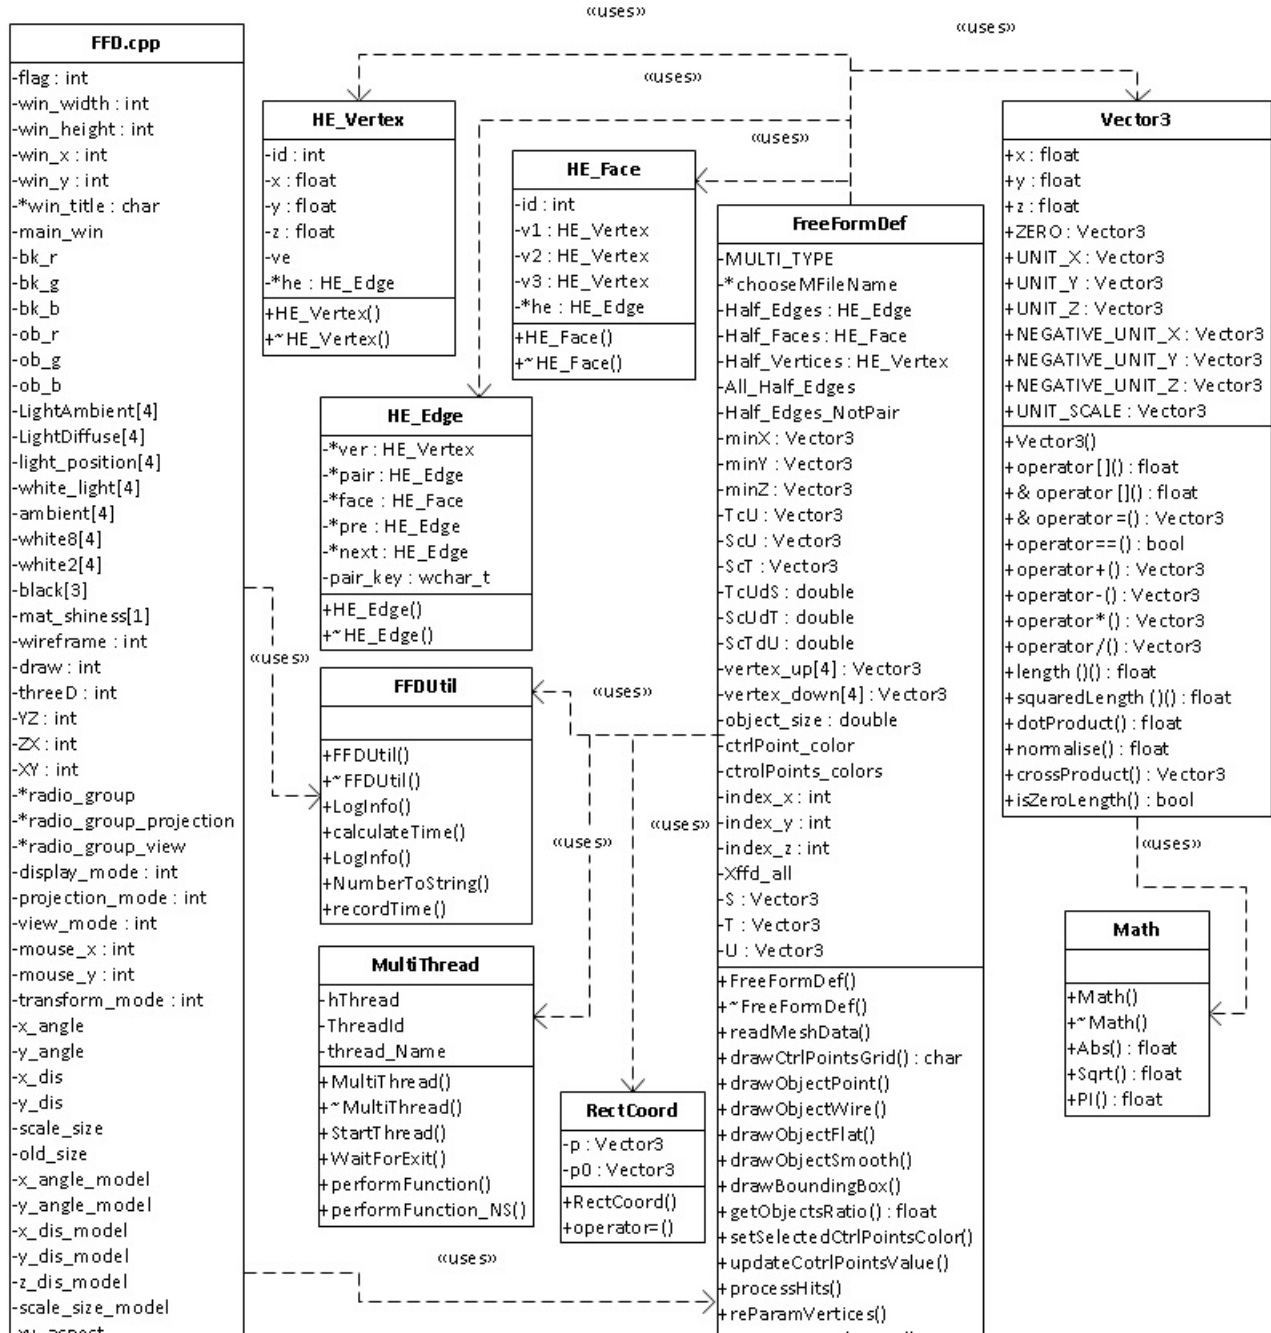 FFD.cpp
-flag : int
-win_width : int
-win_height : int
-win_x : int
-win_y : int
-*win_title : char
-main_win
-bk_r
-bk_g
-bk_b
-ob_r
-ob_g
-ob_b
-LightAmbient[4]
-LightDiffuse[4]
-light_position[4]
-white_light[4]
-ambient[4]
-white8[4]
-white2[4]
-black[3]
-mat_shiness[1]
-wireframe : int
-draw : int
-threeD : int
-YZ : int
-ZX : int
-XY : int
-*radio_group
-*radio_group_projection
-*radio_group_view
-display_mode : int
-projection_mode : int
-view_mode : int
-mouse_x : int
-mouse_y : int
-transform_mode : int
-x_angle
-y_angle
-x_dis
-y_dis
-scale_size
-old_size
-x_angle_model
-y_angle_model
-x_dis_model
-y_dis_model
-z_dis_model
-scale_size_model
«uses»
«uses»
«uses»
«uses»
HE_Vertex
-id : int
-x : float
-y : float
-z : float
-ve
-*he : HE_Edge
+HE_Vertex()
+~HE_Vertex()
HE_Face
-id : int
-v1 : HE_Vertex
-v2 : HE_Vertex
-v3 : HE_Vertex
-*he : HE_Edge
+HE_Face()
+~HE_Face()
HE_Edge
-*ver : HE_Vertex
-*pair : HE_Edge
-*face : HE_Face
-*pre : HE_Edge
-*next : HE_Edge
-pair_key : wchar_t
+HE_Edge()
+~HE_Edge()
«uses»
FFDUtil
+FFDUtil()
+~FFDUtil()
+LogInfo()
+calculateTime()
+LogInfo()
+NumberToString()
+recordTime()
«uses»
«uses»
«uses»
MultiThread
-hThread
-ThreadId
-thread_Name
+MultiThread()
+~MultiThread()
+StartThread()
+WaitForExit()
+performFunction()
+performFunction_NS()
«uses»
RectCoord
-p : Vector3
-p0 : Vector3
+RectCoord()
+operator=()
FreeFormDef
-MULTI_TYPE
-*chooseMFileName
-Half_Edges : HE_Edge
-Half_Faces : HE_Face
-Half_Vertices : HE_Vertex
-All_Half_Edges
-Half_Edges_NotPair
-minX : Vector3
-minY : Vector3
-minZ : Vector3
-TcU : Vector3
-ScU : Vector3
-ScT : Vector3
-TcUdS : double
-ScUdT : double
-ScTdU : double
-vertex_up[4] : Vector3
-vertex_down[4] : Vector3
-object_size : double
-ctrlPoint_color
-ctrolPoints_colors
-index_x : int
-index_y : int
-index_z : int
-Xffd_all
-S : Vector3
-T : Vector3
-U : Vector3
+FreeFormDef()
+~FreeFormDef()
+readMeshData()
+drawCtrlPointsGrid() : char
+drawObjectPoint()
+drawObjectWire()
+drawObjectFlat()
+drawObjectSmooth()
+drawBoundingBox()
+getObjectsRatio() : float
+setSelectedCtrlPointsColor()
+updateCotrlPointsValue()
+processHits()
+reParamVertices()
Vector3
+x : float
+y : float
+z : float
+ZERO : Vector3
+UNIT_X : Vector3
+UNIT_Y : Vector3
+UNIT_Z : Vector3
+NEGATIVE_UNIT_X : Vector3
+NEGATIVE_UNIT_Y : Vector3
+NEGATIVE_UNIT_Z : Vector3
+UNIT_SCALE : Vector3
+Vector3()
+operator []() : float
+& operator []() : float
+& operator =() : Vector3
+operator==() : bool
+operator+() : Vector3
+operator-() : Vector3
+operator*() : Vector3
+operator/() : Vector3
+length ()() : float
+squaredLength ()() : float
+dotProduct() : float
+normalise() : float
+crossProduct() : Vector3
+isZeroLength() : bool
«uses»
Math
+Math()
+~Math()
+Abs() : float
+Sqrt() : float
+PI() : float